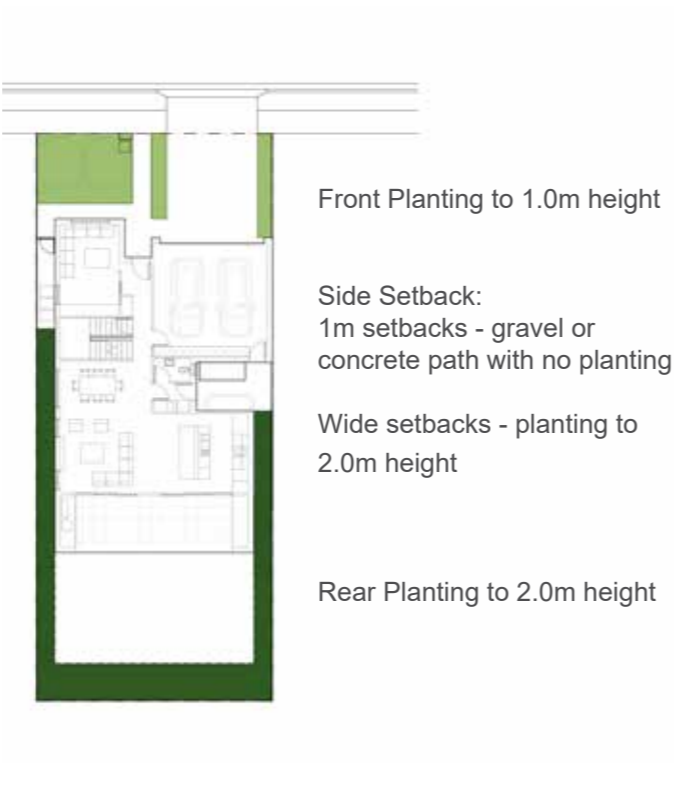 Front Planting to 1.0m height
Side Setback:
1m setbacks - gravel or
concrete path with no planting
Wide setbacks - planting to
2.0m height
Rear Planting to 2.0m height